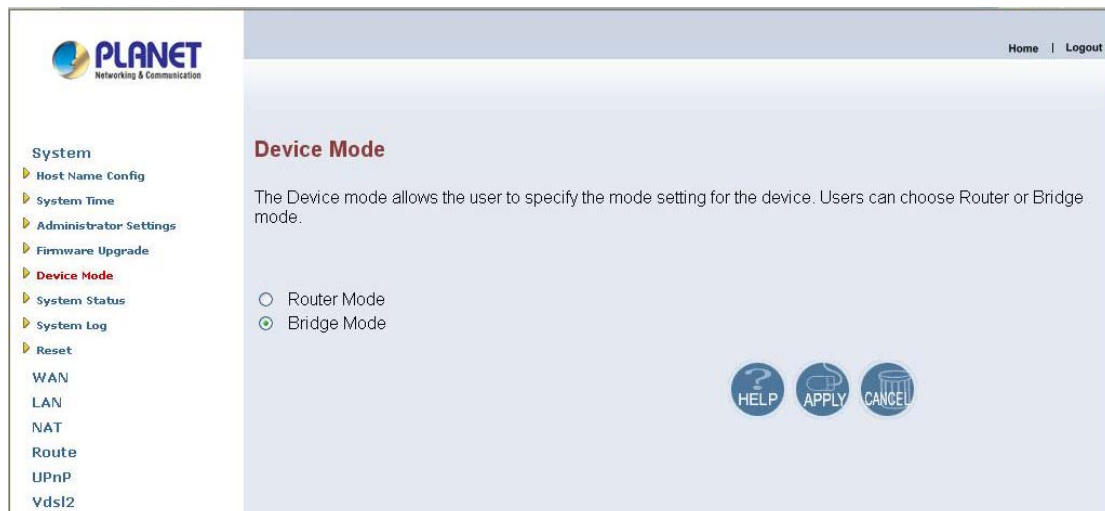 PLANET
Networking & Communication
Home | Logout
System
Host Name Config
System Time
Administrator Settings
Firmware Upgrade
Device Mode
System Status
System Log
Reset
WAN
LAN
NAT
Route
UPnP
Vdsl2
Device Mode
The Device mode allows the user to specify the mode setting for the device. Users can choose Router or Bridge
mode.
Router Mode
Bridge Mode
HELP
APPLY
CANCEL